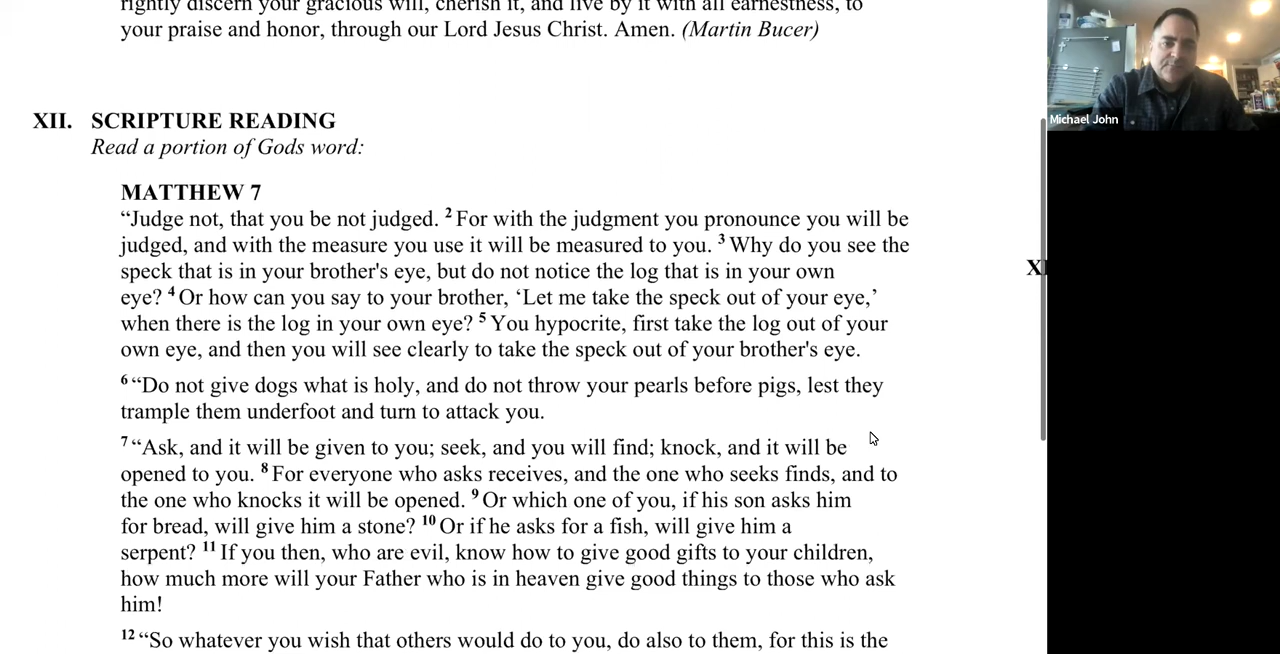 rightly discern your gracious will, cherish it, and live by it with all earnestness, to
your praise and honor, through our Lord Jesus Christ. Amen. (Martin Bucer)
XII. SCRIPTURE READING
Read a portion of Gods word:
MATTHEW 7
“Judge not, that you be not judged. 2 For with the judgment you pronounce you will be
judged, and with the measure you use it will be measured to you. 3 Why do you see the
speck that is in your brother's eye, but do not notice the log that is in your own
eye? 4 Or how can you say to your brother, ‘Let me take the speck out of your eye,’
when there is the log in your own eye? 5 You hypocrite, first take the log out of your
own eye, and then you will see clearly to take the speck out of your brother's eye.
6 “Do not give dogs what is holy, and do not throw your pearls before pigs, lest they
trample them underfoot and turn to attack you.
7 “Ask, and it will be given to you; seek, and you will find; knock, and it will be
opened to you. 8 For everyone who asks receives, and the one who seeks finds, and to
the one who knocks it will be opened. 9 Or which one of you, if his son asks him
for bread, will give him a stone? 10 Or if he asks for a fish, will give him a
serpent? 11 If you then, who are evil, know how to give good gifts to your children,
how much more will your Father who is in heaven give good things to those who ask
him!
12 “So whatever you wish that others would do to you, do also to them, for this is the
Michael John